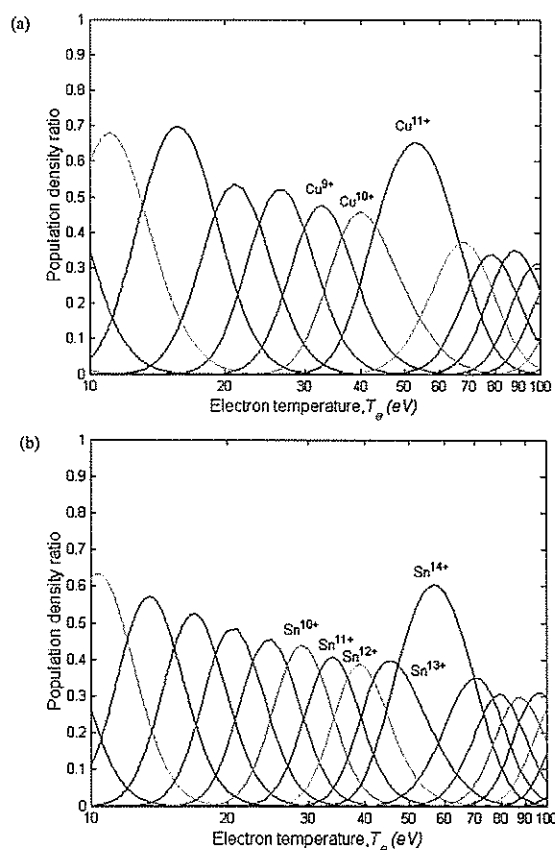 (a)
1
0.9
0.8
0.7
0.6
0.5
0.4
0.3
0.2
0.1
0
Population density ratio
Cu9+
Cu10+
Cu11+
10 20 30 40 50 60 70 80 90 100
Electron temperature,Te (eV)
(b)
1
0.9
0.8
0.7
0.6
0.5
0.4
0.3
0.2
0.1
0
Population density ratio
Sn10+
Sn11+
Sn12+
Sn13+
Sn14+
10 20 30 40 50 60 70 80 90 100
Electron temperature,Te (eV)